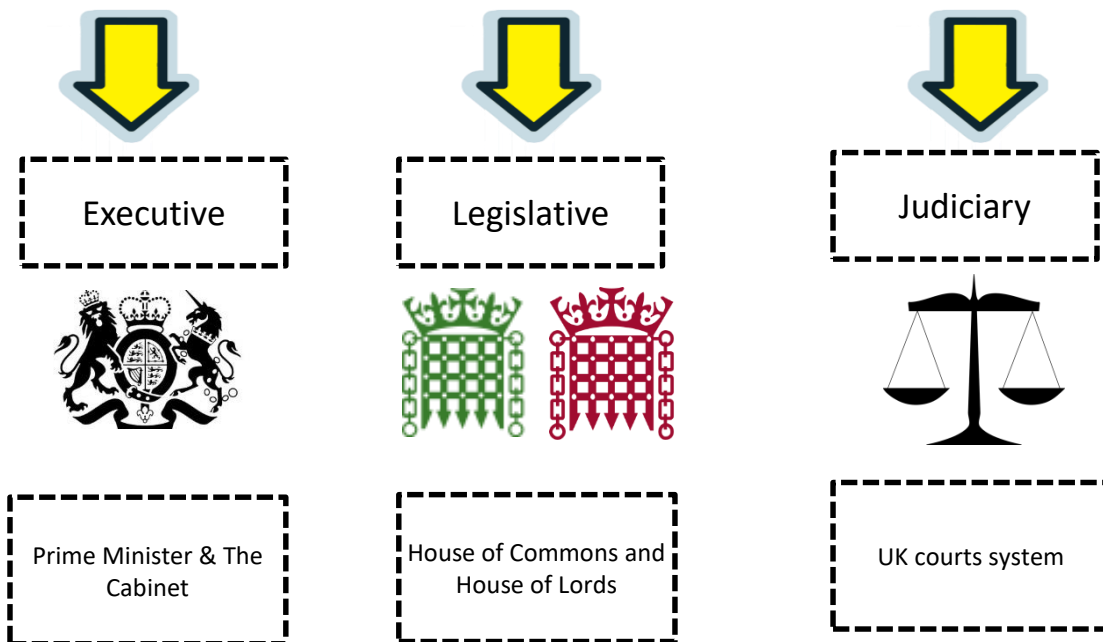 Executive
Legislative
Judiciary
Prime Minister & The
Cabinet
House of Commons and
House of Lords
UK courts system